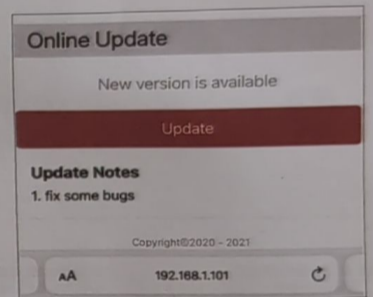 Online Update
New version is available
Update
Update Notes
1. fix some bugs
Copyright©2020 - 2021
AA 192.168.1.101